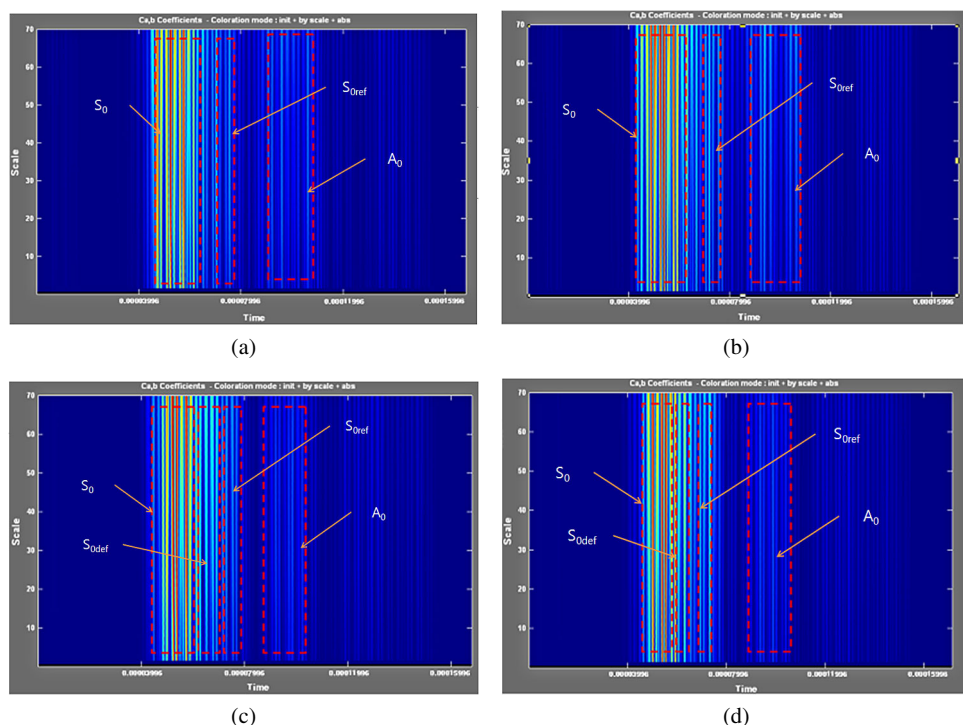 Ca,b Coefficients - Coloration mode : init + by scale + abs
70
60
50
40
30
20
10
Scale
S0
S0ref
A0
0.00003996
0.00007996
0.00011996
0.00015996
Time
(a)
Ca,b Coefficients - Coloration mode : init + by scale + abs
70
60
50
40
30
20
10
Scale
S0
S0ref
A0
0.00003996
0.00007996
0.00011996
0.00015996
Time
(b)
Ca,b Coefficients - Coloration mode : init + by scale + abs
70
60
50
40
30
20
10
Scale
S0
S0def
S0ref
A0
0.00003996
0.00007996
0.00011996
0.00015996
Time
(c)
Ca,b Coefficients - Coloration mode : init + by scale + abs
70
60
50
40
30
20
10
Scale
S0
S0def
S0ref
A0
0.00003996
0.00007996
0.00011996
0.00015996
Time
(d)